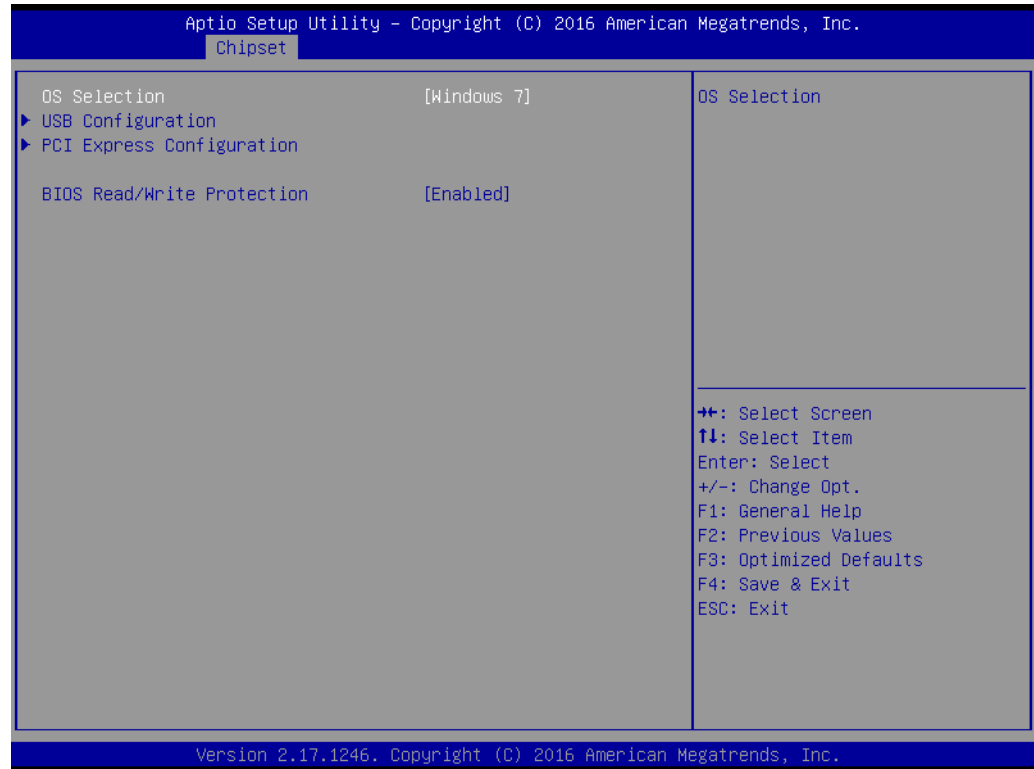 Aptio Setup Utility – Copyright (C) 2016 American Megatrends, Inc.
Chipset
OS Selection [Windows 7]
▶ USB Configuration
▶ PCI Express Configuration
BIOS Read/Write Protection [Enabled]
OS Selection
→←: Select Screen
↑↓: Select Item
Enter: Select
+/-: Change Opt.
F1: General Help
F2: Previous Values
F3: Optimized Defaults
F4: Save & Exit
ESC: Exit
Version 2.17.1246. Copyright (C) 2016 American Megatrends, Inc.